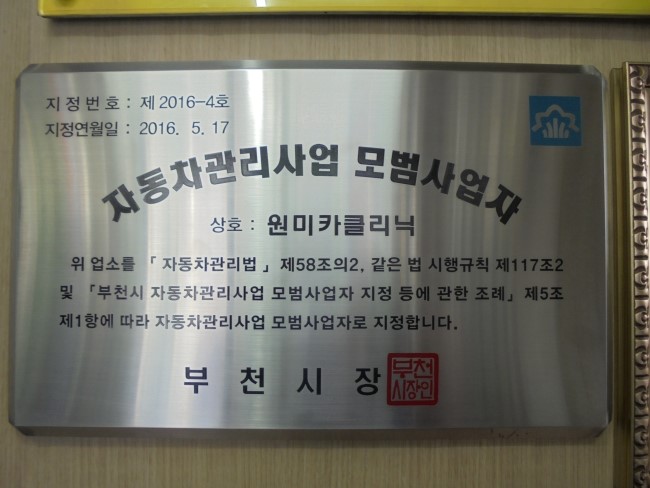 지정번호 : 제 2016-4호
지정연월일 : 2016. 5. 17
자동차관리사업 모범사업자
상호 : 원미카클리닉
위 업소를 「자동차관리법」 제58조의2, 같은 법 시행규칙 제117조2
및 「부천시 자동차관리사업 모범사업자 지정 등에 관한 조례」 제5조
제1항에 따라 자동차관리사업 모범사업자로 지정합니다.
부 천 시 장
부천
시장인